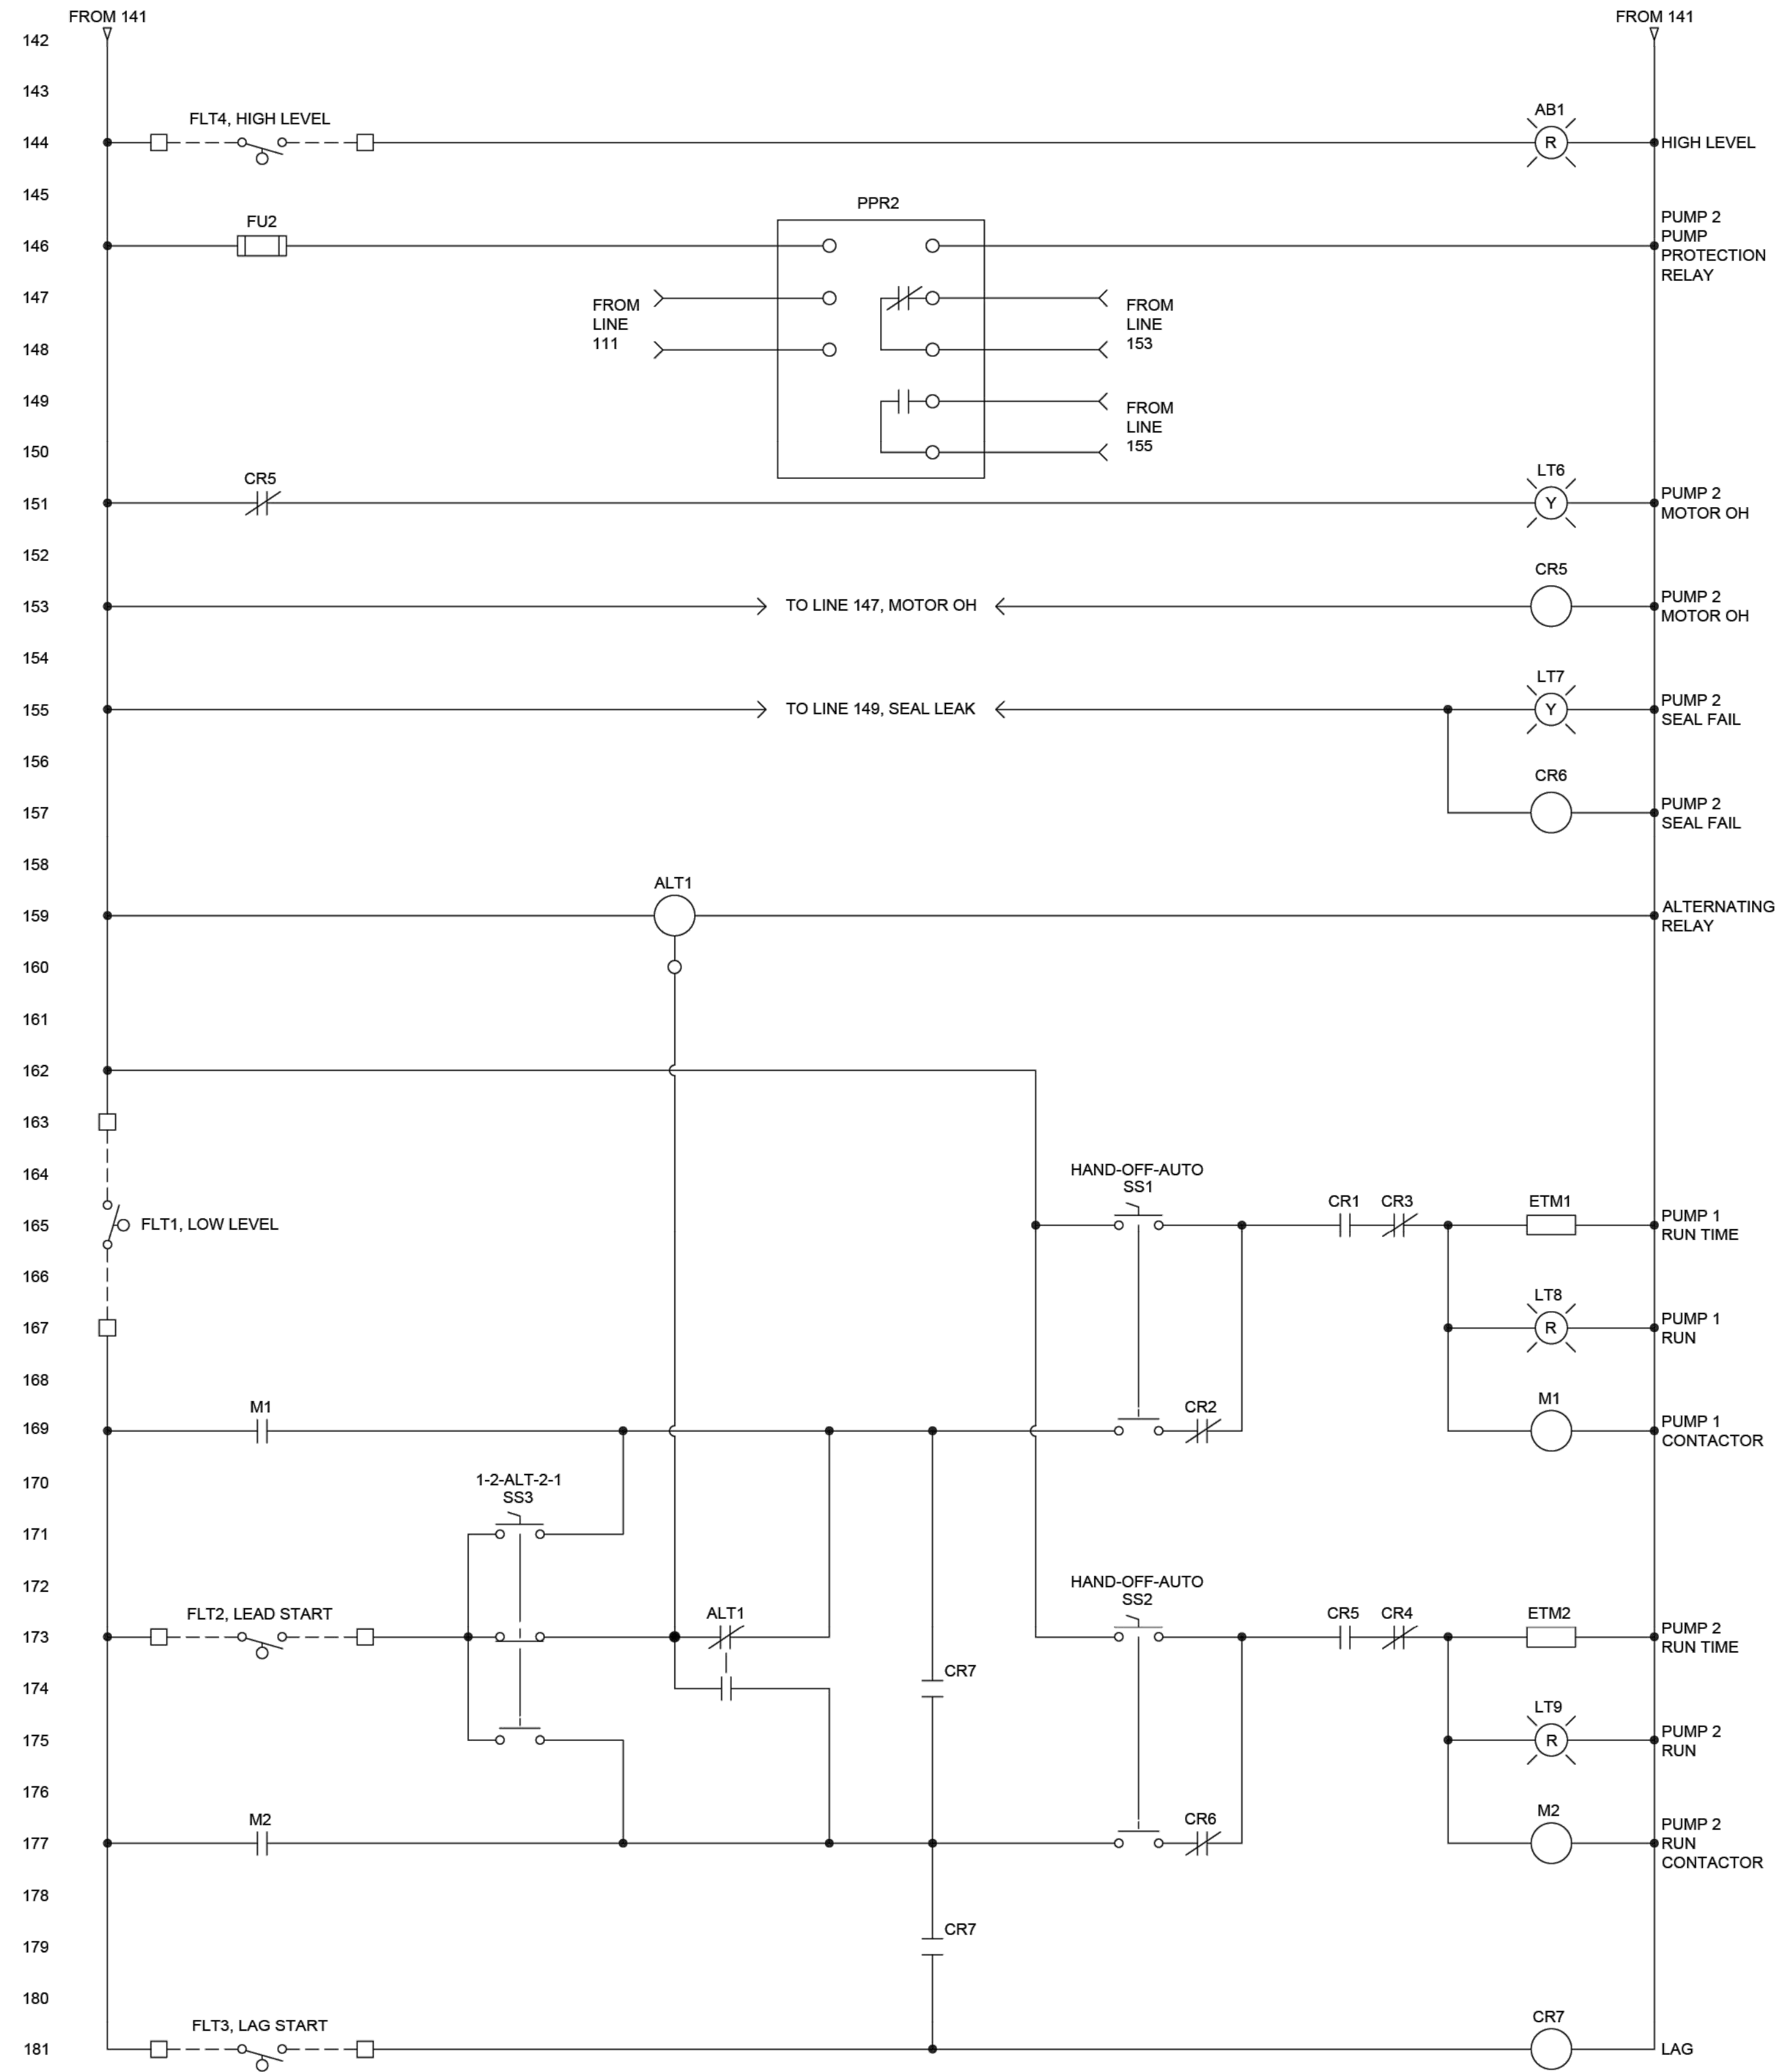 FROM 141
FROM 141
142
143
FLT4, HIGH LEVEL
AB1
144
R
HIGH LEVEL
145
PPR2
FU2
146
PUMP 2
PUMP
PROTECTION
RELAY
147
FROM
LINE
111
FROM
LINE
153
148
149
FROM
LINE
155
150
CR5
LT6
151
Y
PUMP 2
MOTOR OH
152
CR5
153
TO LINE 147, MOTOR OH
PUMP 2
MOTOR OH
154
LT7
155
TO LINE 149, SEAL LEAK
Y
PUMP 2
SEAL FAIL
156
CR6
157
PUMP 2
SEAL FAIL
158
ALT1
159
ALTERNATING
RELAY
160
161
162
163
164
HAND-OFF-AUTO
SS1
CR1
CR3
ETM1
165
FLT1, LOW LEVEL
PUMP 1
RUN TIME
166
LT8
167
R
PUMP 1
RUN
168
M1
CR2
M1
169
PUMP 1
CONTACTOR
170
1-2-ALT-2-1
SS3
171
172
HAND-OFF-AUTO
SS2
FLT2, LEAD START
ALT1
CR5
CR4
ETM2
173
PUMP 2
RUN TIME
CR7
174
LT9
175
R
PUMP 2
RUN
176
M2
CR6
M2
177
PUMP 2
RUN
CONTACTOR
178
CR7
179
180
FLT3, LAG START
CR7
181
LAG